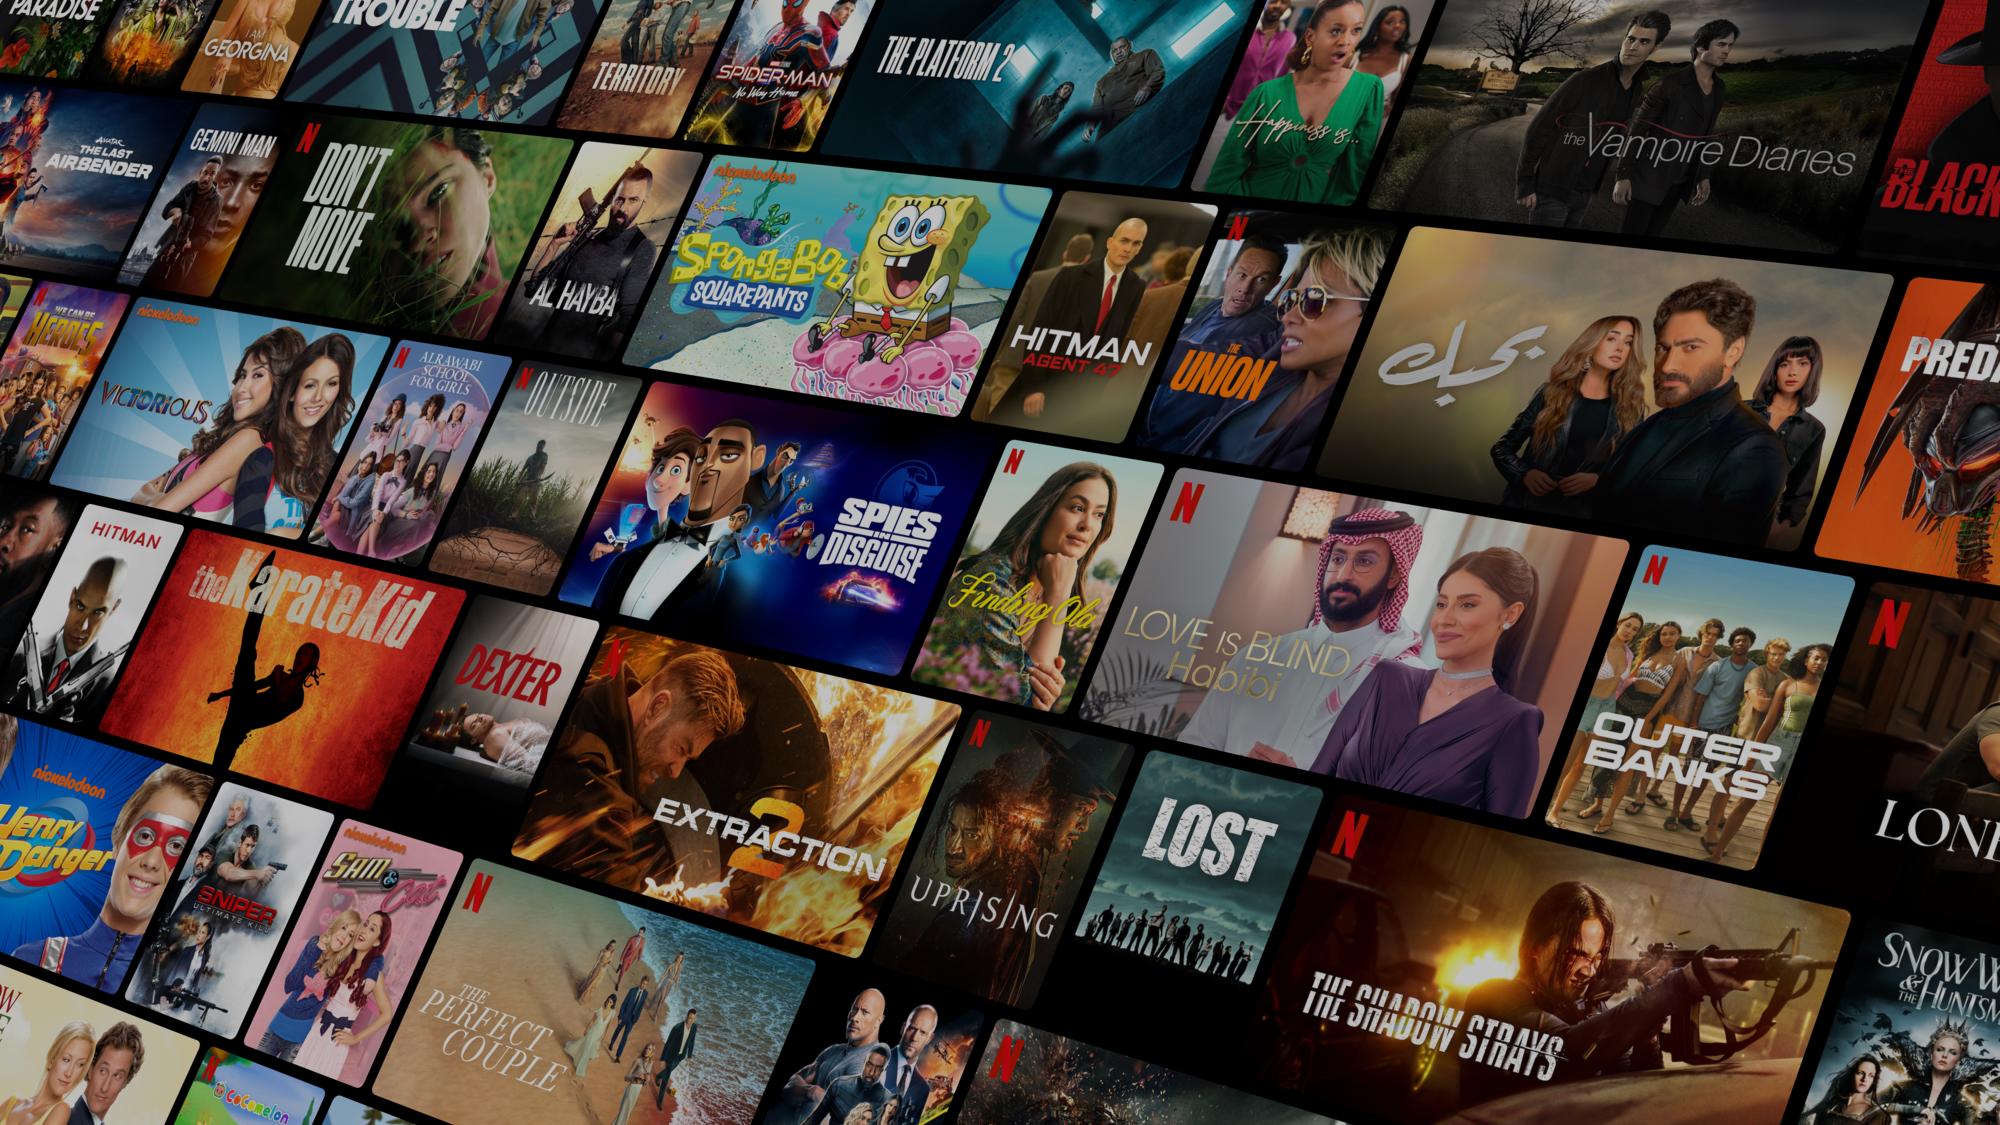 PARADISE
I AM
GEORGINA
TROUBLE
TERRITORY
SPIDER-MAN
No Way Home
THE PLATFORM 2
Happiness is...
the Vampire Diaries
THE
BLACK
AVATAR
THE LAST
AIRBENDER
GEMINI MAN
N
DON'T
MOVE
AL HAYBA
nickelodeon
SpongeBob
SQUAREPANTS
HITMAN
AGENT 47
N
THE
UNION
بحبك
PREDA
N
WE CAN BE
HEROES
nickelodeon
VICTORiOUS
N
ALRAWABI
SCHOOL
FOR GIRLS
N
OUTSIDE
SPIES
IN
DISGUISE
N
Finding Ola
N
LOVE IS BLIND
Habibi
N
OUTER
BANKS
N
LONE
HITMAN
the Karate Kid
DEXTER
N
EXTRACTION
2
N
UPRISING
LOST
N
THE SHADOW STRAYS
SNOW W
& THE HUNTSM
nickelodeon
Henry
Danger
SNIPER
ULTIMATE KILL
nickelodeon
SAM
& Cat
N
THE
PERFECT
COUPLE
N
CoComelon
N